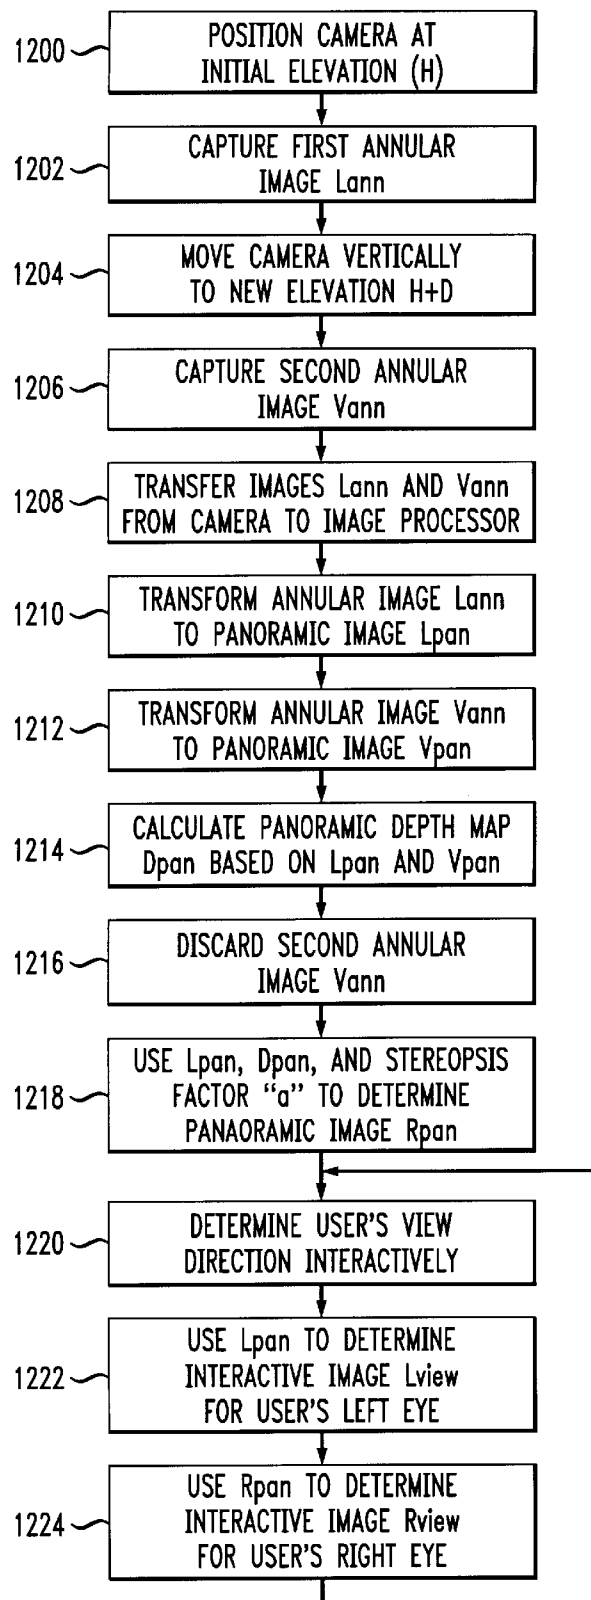 1200
POSITION CAMERA AT
INITIAL ELEVATION (H)
1202
CAPTURE FIRST ANNULAR
IMAGE Lann
1204
MOVE CAMERA VERTICALLY
TO NEW ELEVATION H+D
1206
CAPTURE SECOND ANNULAR
IMAGE Vann
1208
TRANSFER IMAGES Lann AND Vann
FROM CAMERA TO IMAGE PROCESSOR
1210
TRANSFORM ANNULAR IMAGE Lann
TO PANORAMIC IMAGE Lpan
1212
TRANSFORM ANNULAR IMAGE Vann
TO PANORAMIC IMAGE Vpan
1214
CALCULATE PANORAMIC DEPTH MAP
Dpan BASED ON Lpan AND Vpan
1216
DISCARD SECOND ANNULAR
IMAGE Vann
1218
USE Lpan, Dpan, AND STEREOPSIS
FACTOR “a” TO DETERMINE
PANAORAMIC IMAGE Rpan
1220
DETERMINE USER'S VIEW
DIRECTION INTERACTIVELY
1222
USE Lpan TO DETERMINE
INTERACTIVE IMAGE Lview
FOR USER'S LEFT EYE
1224
USE Rpan TO DETERMINE
INTERACTIVE IMAGE Rview
FOR USER'S RIGHT EYE